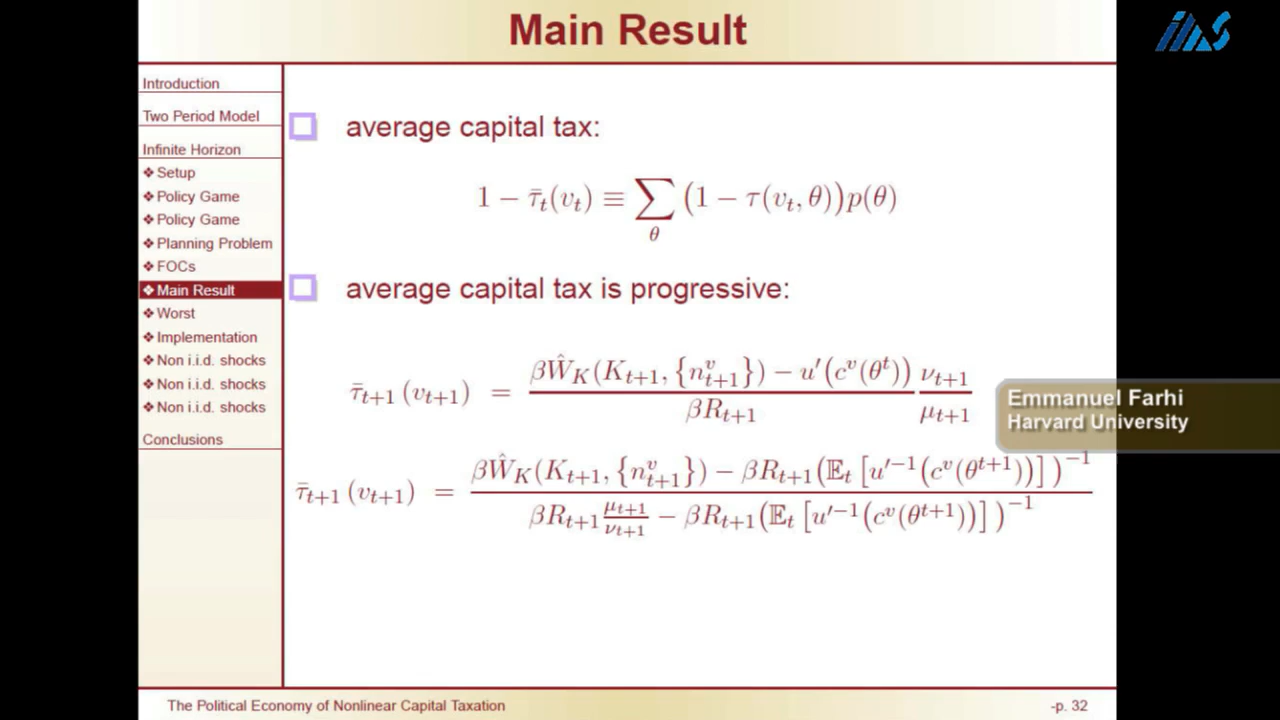 Main Result
Introduction
Two Period Model
Infinite Horizon
❖ Setup
❖ Policy Game
❖ Policy Game
❖ Planning Problem
❖ FOCs
❖ Main Result
❖ Worst
❖ Implementation
❖ Non i.i.d. shocks
❖ Non i.i.d. shocks
❖ Non i.i.d. shocks
Conclusions
average capital tax:
1 − τ̄_t(v_t) ≡ ∑_θ (1 − τ(v_t, θ))p(θ)
average capital tax is progressive:
τ̄_{t+1} (v_{t+1}) = \frac{βŴ_K(K_{t+1}, {n^v_{t+1}}) − u′(c^v(θ^t))}{βR_{t+1}} \frac{ν_{t+1}}{μ_{t+1}}
τ̄_{t+1} (v_{t+1}) = \frac{βŴ_K(K_{t+1}, {n^v_{t+1}}) − βR_{t+1}(𝔼_t [u′^{−1}(c^v(θ^{t+1}))])^{−1}}{βR_{t+1} \frac{μ_{t+1}}{ν_{t+1}} − βR_{t+1}(𝔼_t [u′^{−1}(c^v(θ^{t+1}))])^{−1}}
Emmanuel Farhi
Harvard University
The Political Economy of Nonlinear Capital Taxation
-p. 32